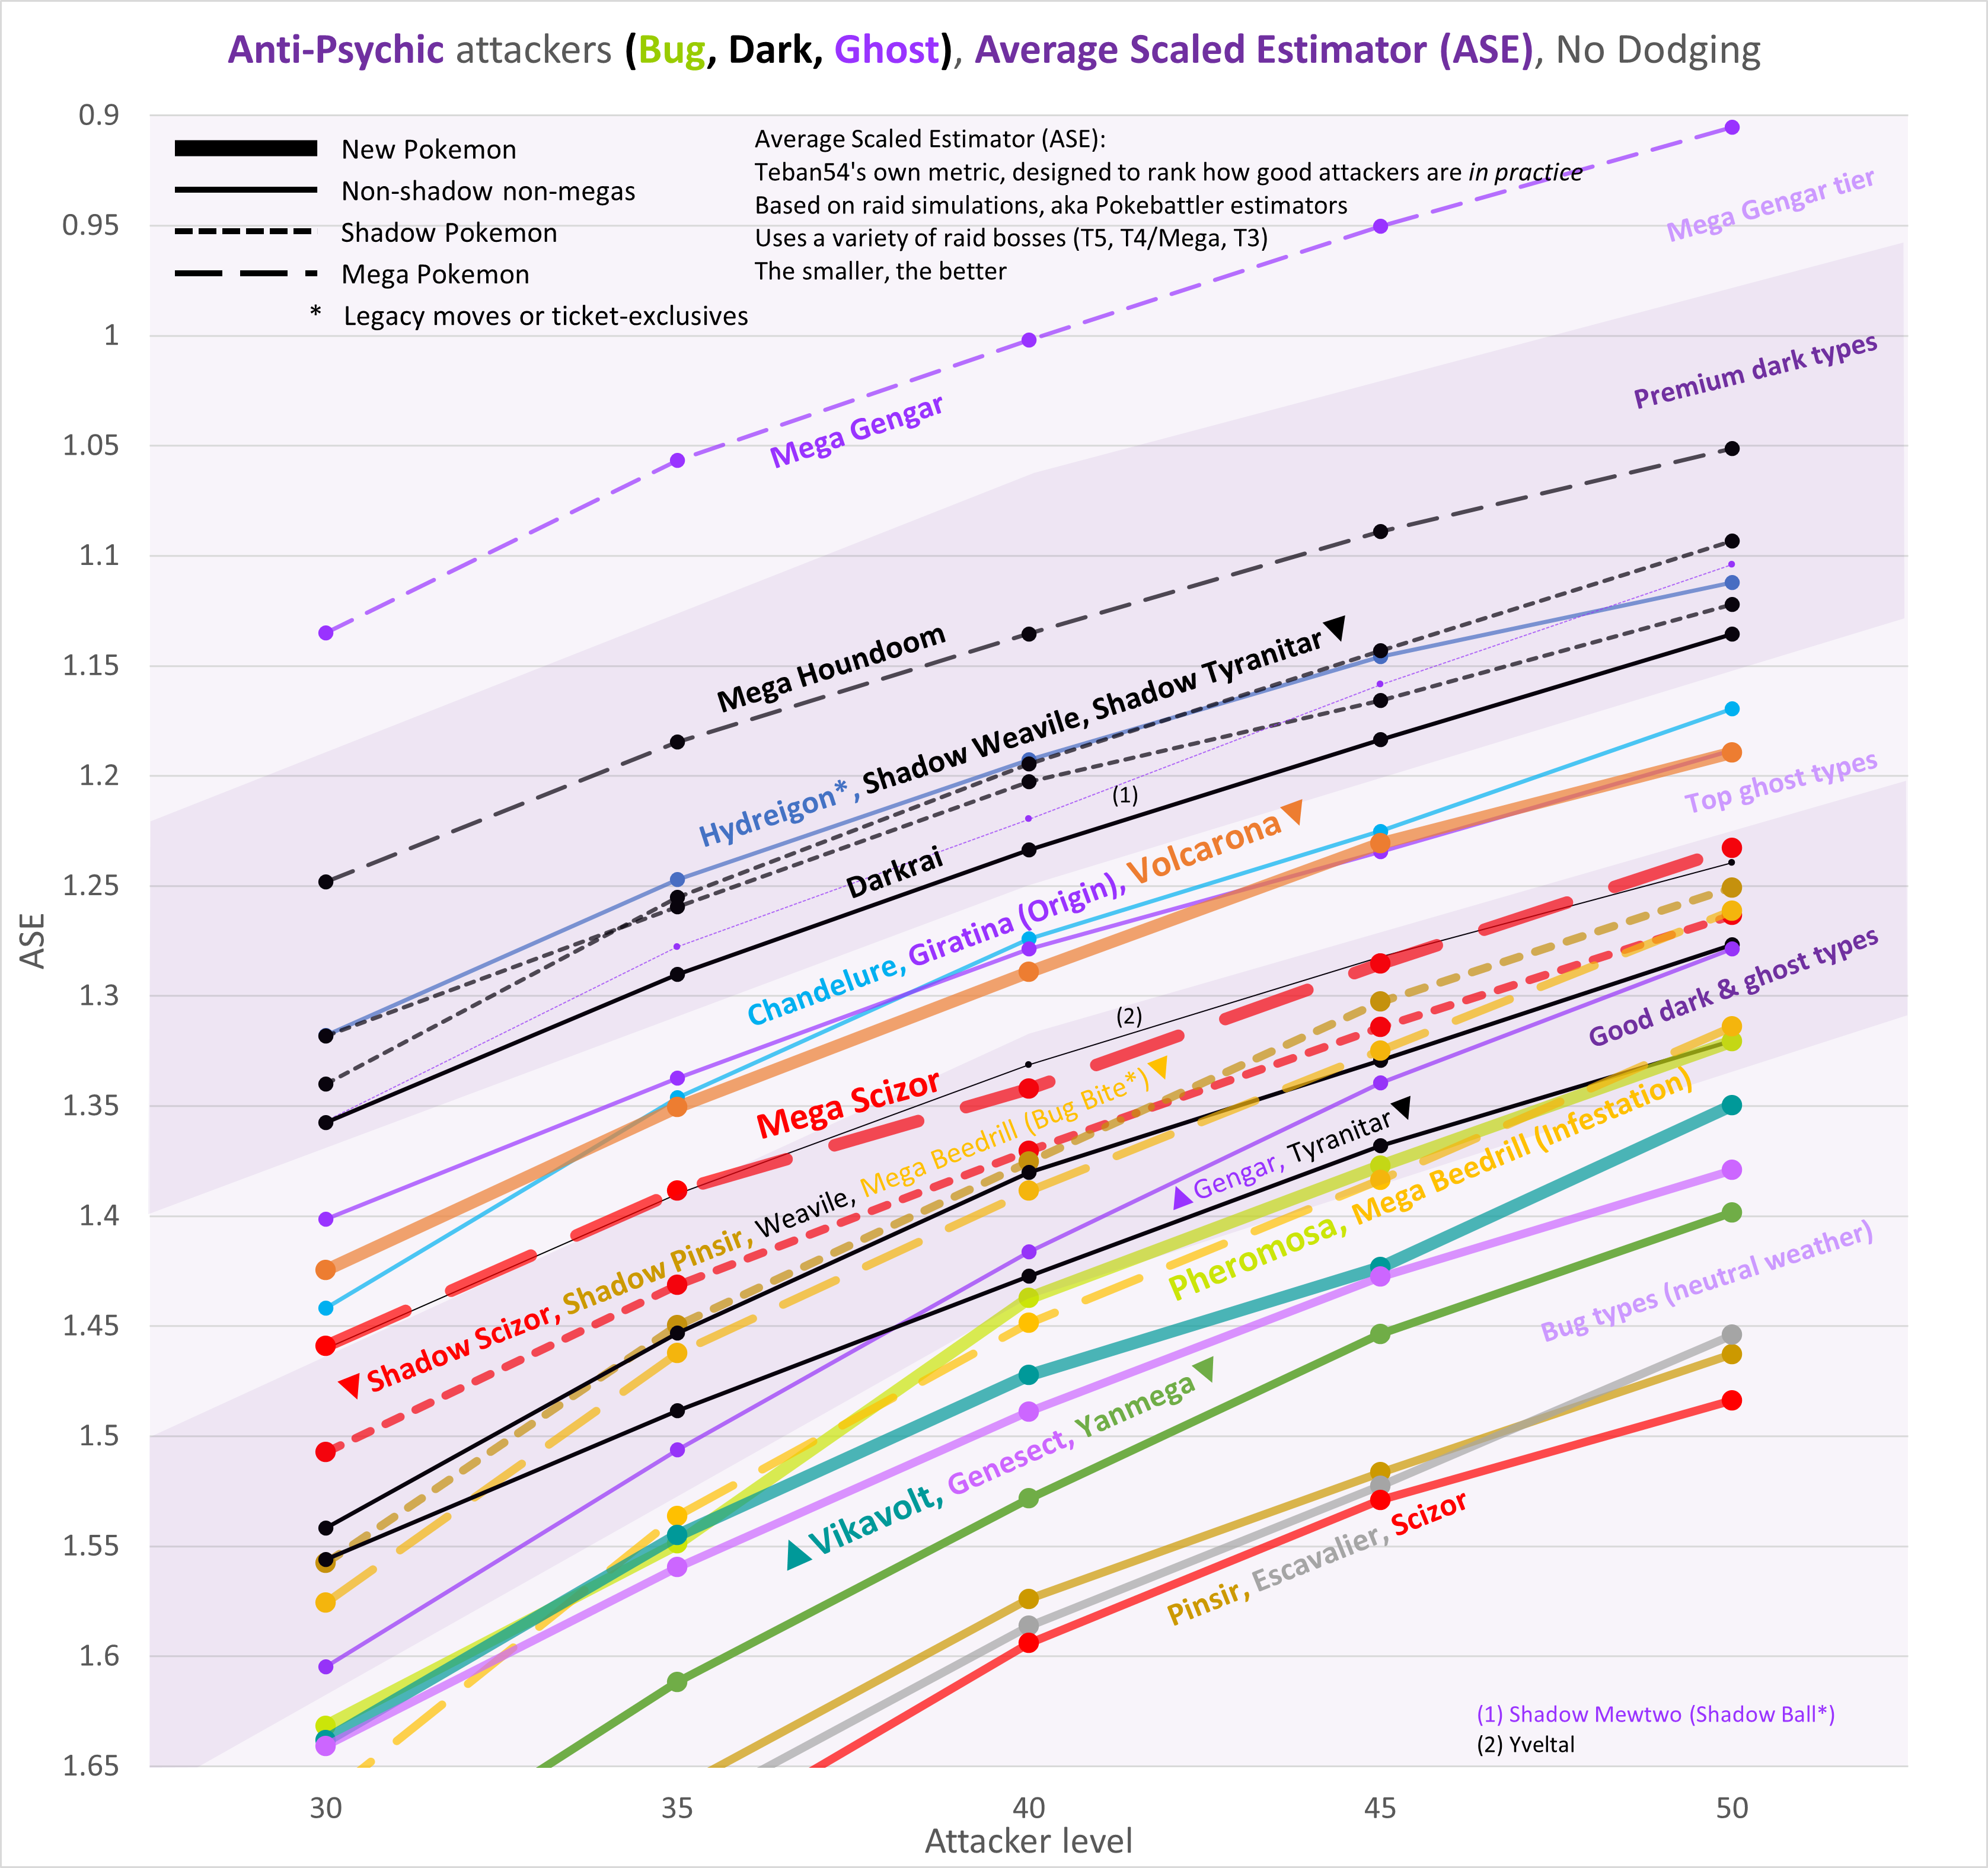 Anti-Psychic attackers (Bug, Dark, Ghost), Average Scaled Estimator (ASE), No Dodging
New Pokemon
Non-shadow non-megas
Shadow Pokemon
Mega Pokemon
* Legacy moves or ticket-exclusives
Average Scaled Estimator (ASE):
Teban54's own metric, designed to rank how good attackers are in practice
Based on raid simulations, aka Pokebattler estimators
Uses a variety of raid bosses (T5, T4/Mega, T3)
The smaller, the better
Mega Gengar tier
Premium dark types
Mega Gengar
Mega Houndoom
Hydreigon*, Shadow Weavile, Shadow Tyranitar
(1)
Darkrai
Top ghost types
Chandelure, Giratina (Origin), Volcarona
(2)
Good dark & ghost types
Mega Scizor
Shadow Scizor, Shadow Pinsir, Weavile, Mega Beedrill (Bug Bite*)
Gengar, Tyranitar
Pheromosa, Mega Beedrill (Infestation)
Bug types (neutral weather)
Vikavolt, Genesect, Yanmega
Pinsir, Escavalier, Scizor
(1) Shadow Mewtwo (Shadow Ball*)
(2) Yveltal
ASE
0.9
0.95
1
1.05
1.1
1.15
1.2
1.25
1.3
1.35
1.4
1.45
1.5
1.55
1.6
1.65
30 35 40 45 50
Attacker level